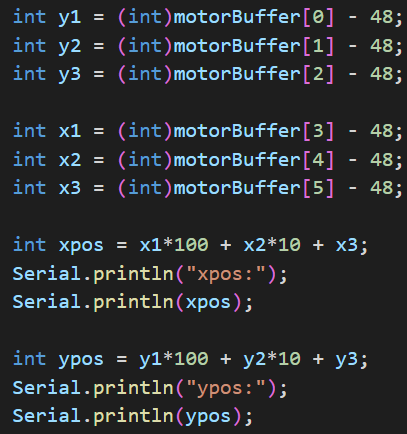 int y1 = (int)motorBuffer[0] - 48;
int y2 = (int)motorBuffer[1] - 48;
int y3 = (int)motorBuffer[2] - 48;
int x1 = (int)motorBuffer[3] - 48;
int x2 = (int)motorBuffer[4] - 48;
int x3 = (int)motorBuffer[5] - 48;
int xpos = x1*100 + x2*10 + x3;
Serial.println("xpos:");
Serial.println(xpos);
int ypos = y1*100 + y2*10 + y3;
Serial.println("ypos:");
Serial.println(ypos);